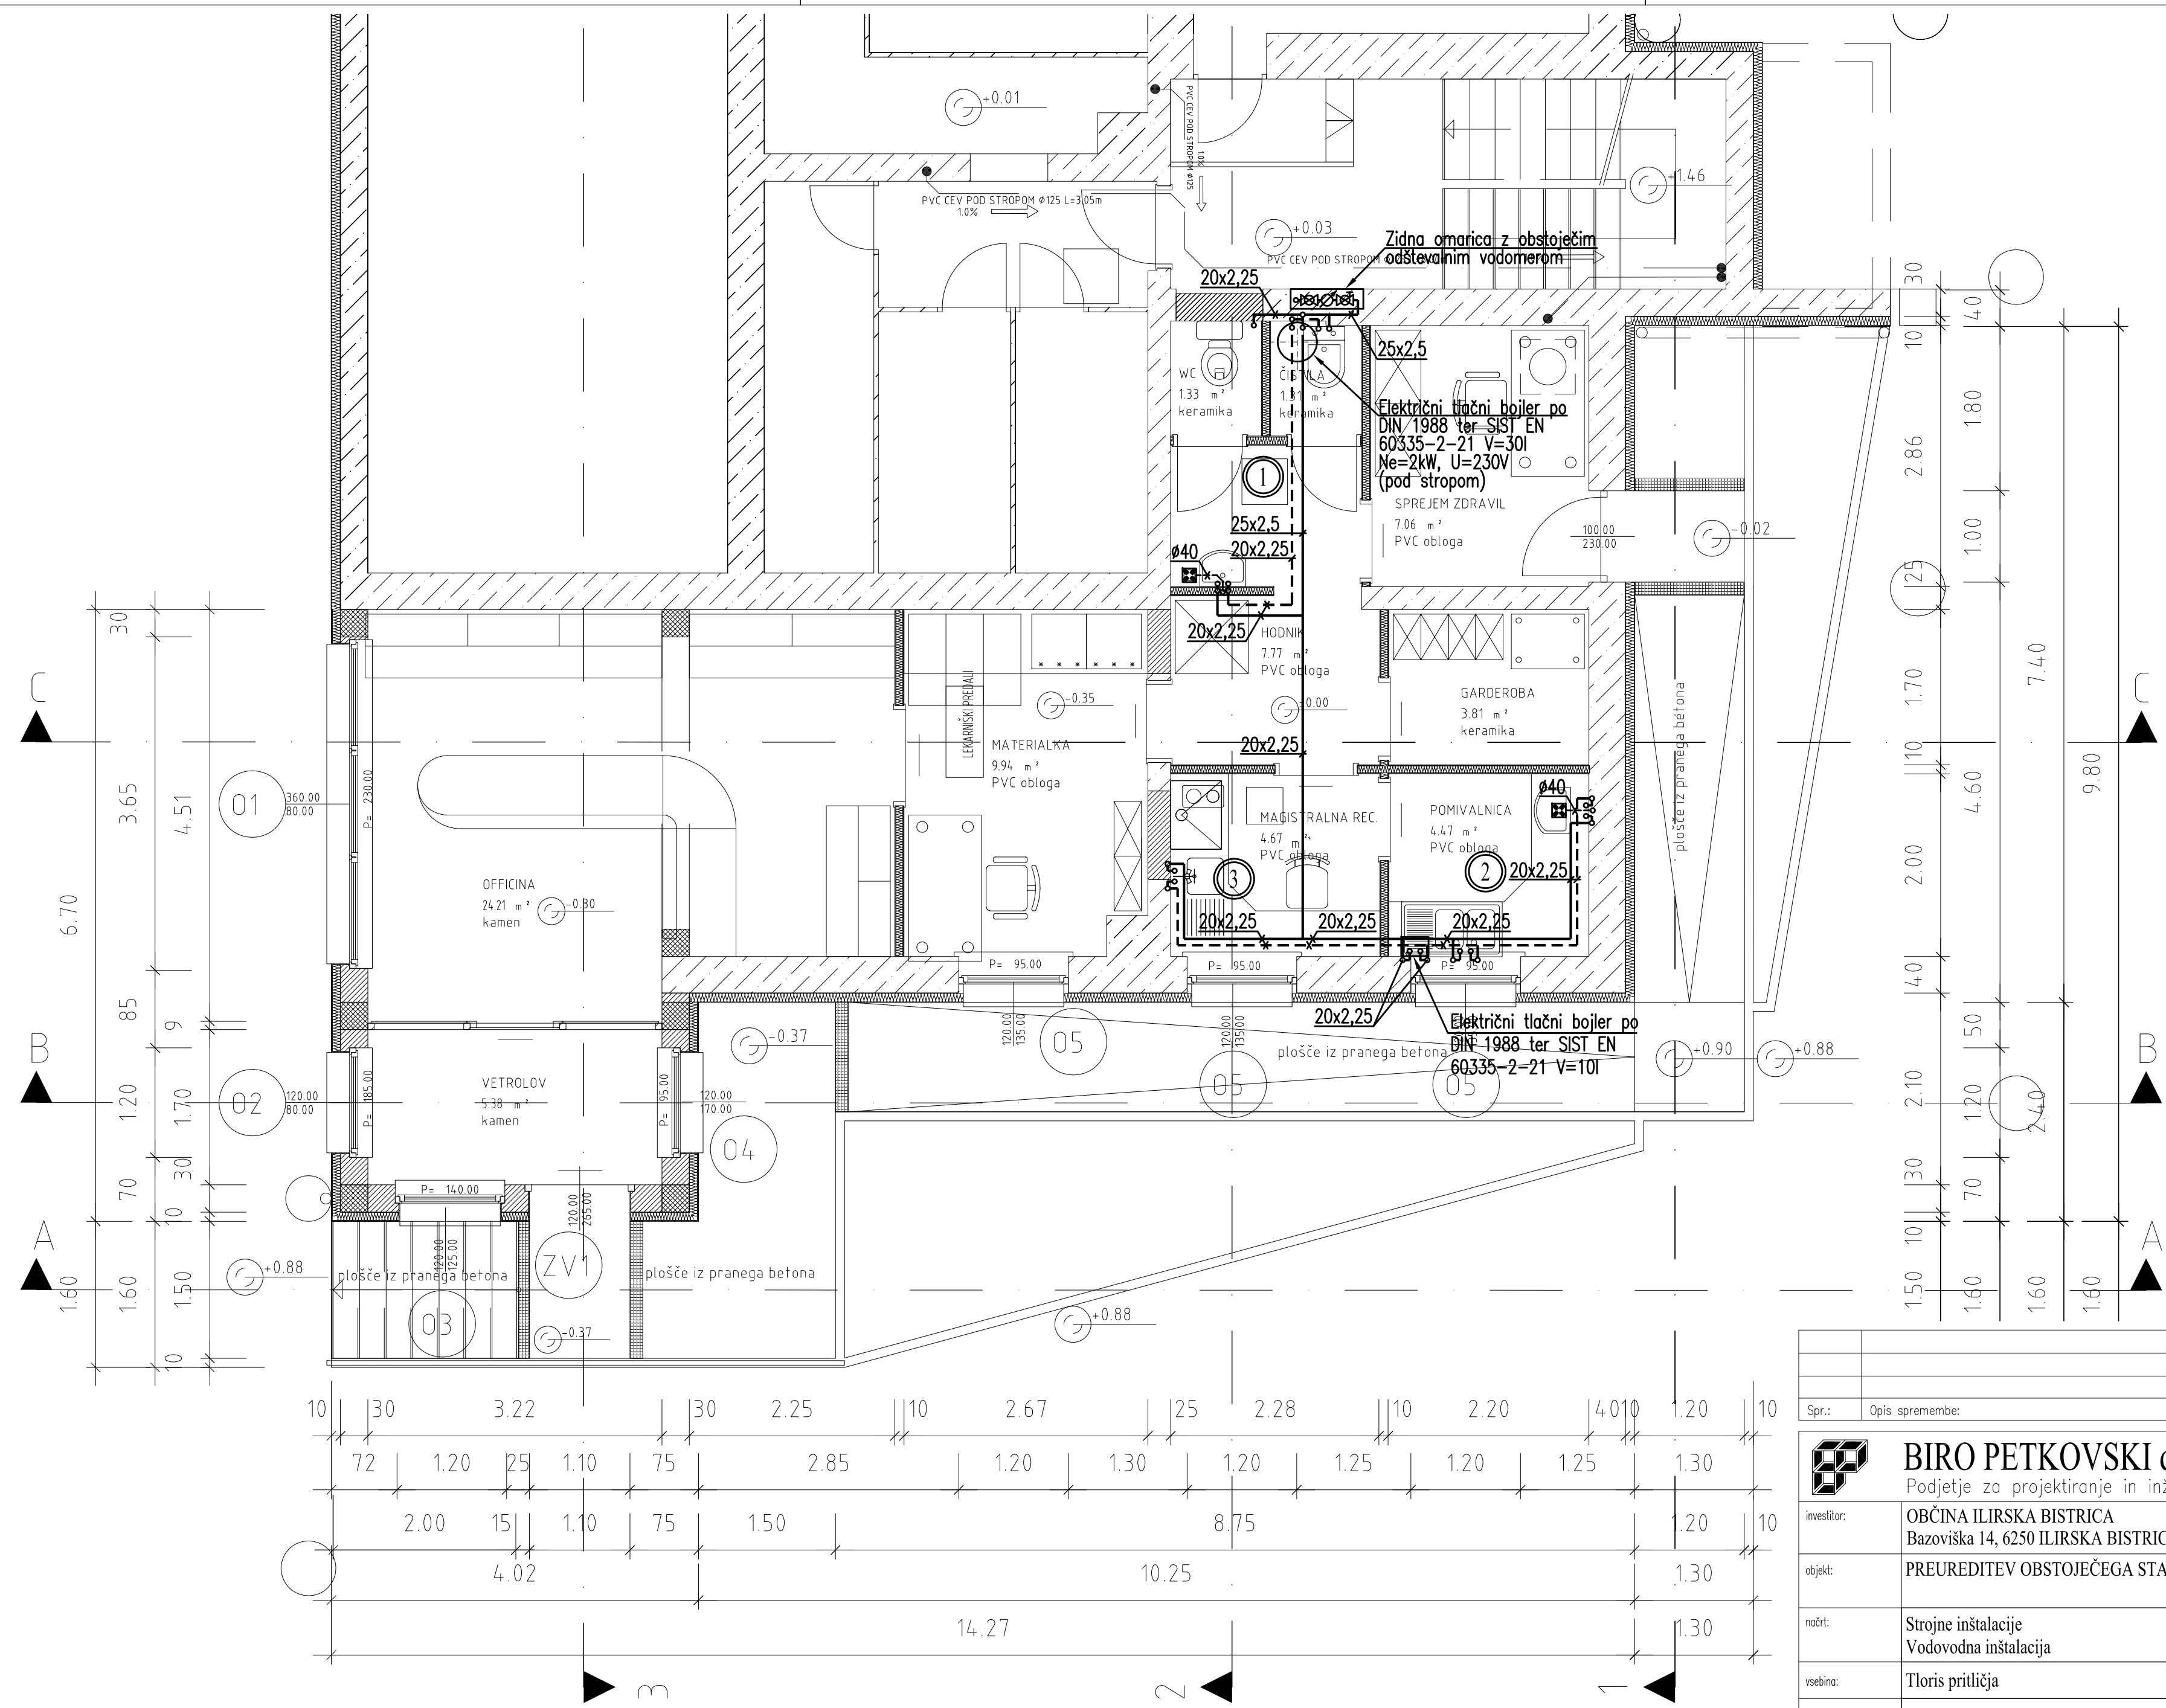 +0.01
PVC CEV POD STROPOM Ø125
1.0%
PVC CEV POD STROPOM Ø125 L=3,05m
1.0%
+1.46
+0.03
Zidna omarica z obstoječim
odštevalnim vodomerom
PVC CEV POD STROPOM
20x2,25
25x2,5
WC
1.33 m²
keramika
ČISTILA
1.31 m²
keramika
Električni tlačni bojler po
DIN 1988 ter SIST EN
60335-2-21 V=30l
Ne=2kW, U=230V
(pod stropom)
1
SPREJEM ZDRAVIL
7.06 m²
PVC obloga
100.00
230.00
-0.02
25x2,5
20x2,25
ø40
20x2,25
HODNIK
7.77 m²
PVC obloga
±0.00
20x2,25
GARDEROBA
3.81 m²
keramika
LEKARNIŠKI PREDALI
-0.35
MATERIALKA
9.94 m²
PVC obloga
MAGISTRALNA REC.
4.67 m²
PVC obloga
3
POMIVALNICA
4.47 m²
PVC obloga
2
ø40
20x2,25
20x2,25
20x2,25
20x2,25
20x2,25
plošče iz pranega betona
OFFICINA
24.21 m²
kamen
-0.30
P= 230.00
P= 95.00
P= 95.00
P= 95.00
Električni tlačni bojler po
DIN 1988 ter SIST EN
60335-2-21 V=10l
120.00
135.00
05
120.00
135.00
05
05
plošče iz pranega betona
+0.90
+0.88
-0.37
VETROLOV
5.38 m²
kamen
P= 185.00
P= 95.00
P= 140.00
120.00
170.00
04
01
360.00
80.00
02
120.00
80.00
120.00
265.00
ZV1
120.00
125.00
03
plošče iz pranega betona
plošče iz pranega betona
+0.88
-0.37
+0.88
C
B
A
C
B
A
30
3.65
4.51
6.70
85
9
1.20
1.70
70
30
10
1.60
1.60
1.50
10
30
40
10
1.80
2.86
1.00
25
7.40
1.70
10
4.60
9.80
2.00
40
50
2.10
1.20
2.40
30
70
10
1.50
1.60
1.60
1.60
10 30 3.22 30 2.25 10 2.67 25 2.28 10 2.20 40 10 1.20 10
72 1.20 25 1.10 75 2.85 1.20 1.30 1.20 1.25 1.20 1.25 1.30
2.00 15 1.10 75 1.50 8.75 1.20 10
4.02 10.25 1.30
14.27 1.30
3
2
1
Spr.: Opis spremembe:
BIRO PETKOVSKI
Podjetje za projektiranje in inž
investitor: OBČINA ILIRSKA BISTRICA
Bazoviška 14, 6250 ILIRSKA BISTRIC
objekt: PREUREDITEV OBSTOJEČEGA STA
načrt: Strojne inštalacije
Vodovodna inštalacija
vsebina: Tloris pritličja